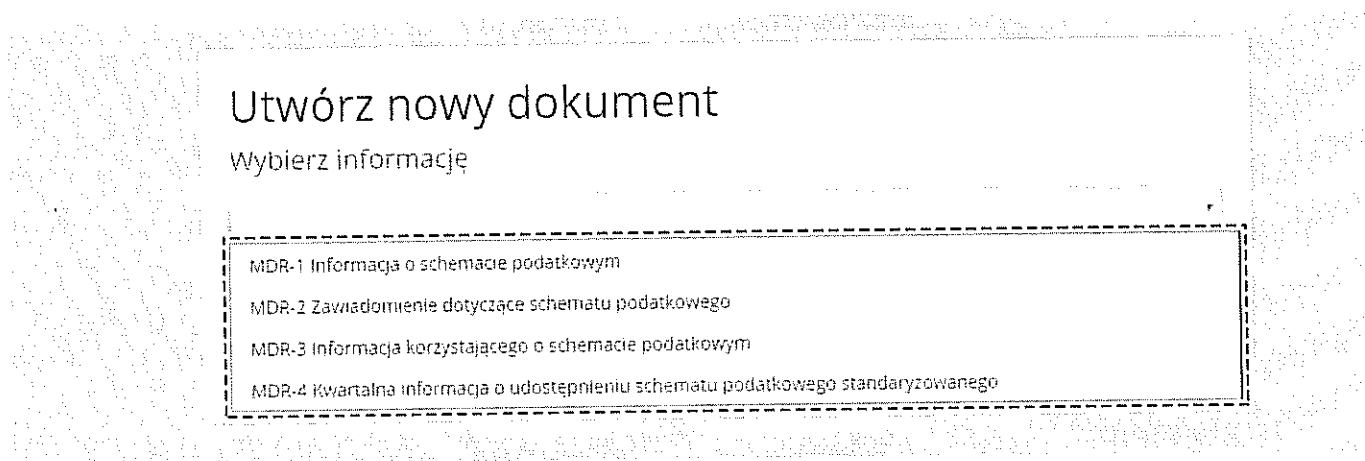 Utwórz nowy dokument
Wybierz informację
MDR-1 Informacja o schemacie podatkowym
MDR-2 Zawiadomienie dotyczące schematu podatkowego
MDR-3 Informacja korzystającego o schemacie podatkowym
MDR-4 Kwartalna informacja o udostępnieniu schematu podatkowego standaryzowanego